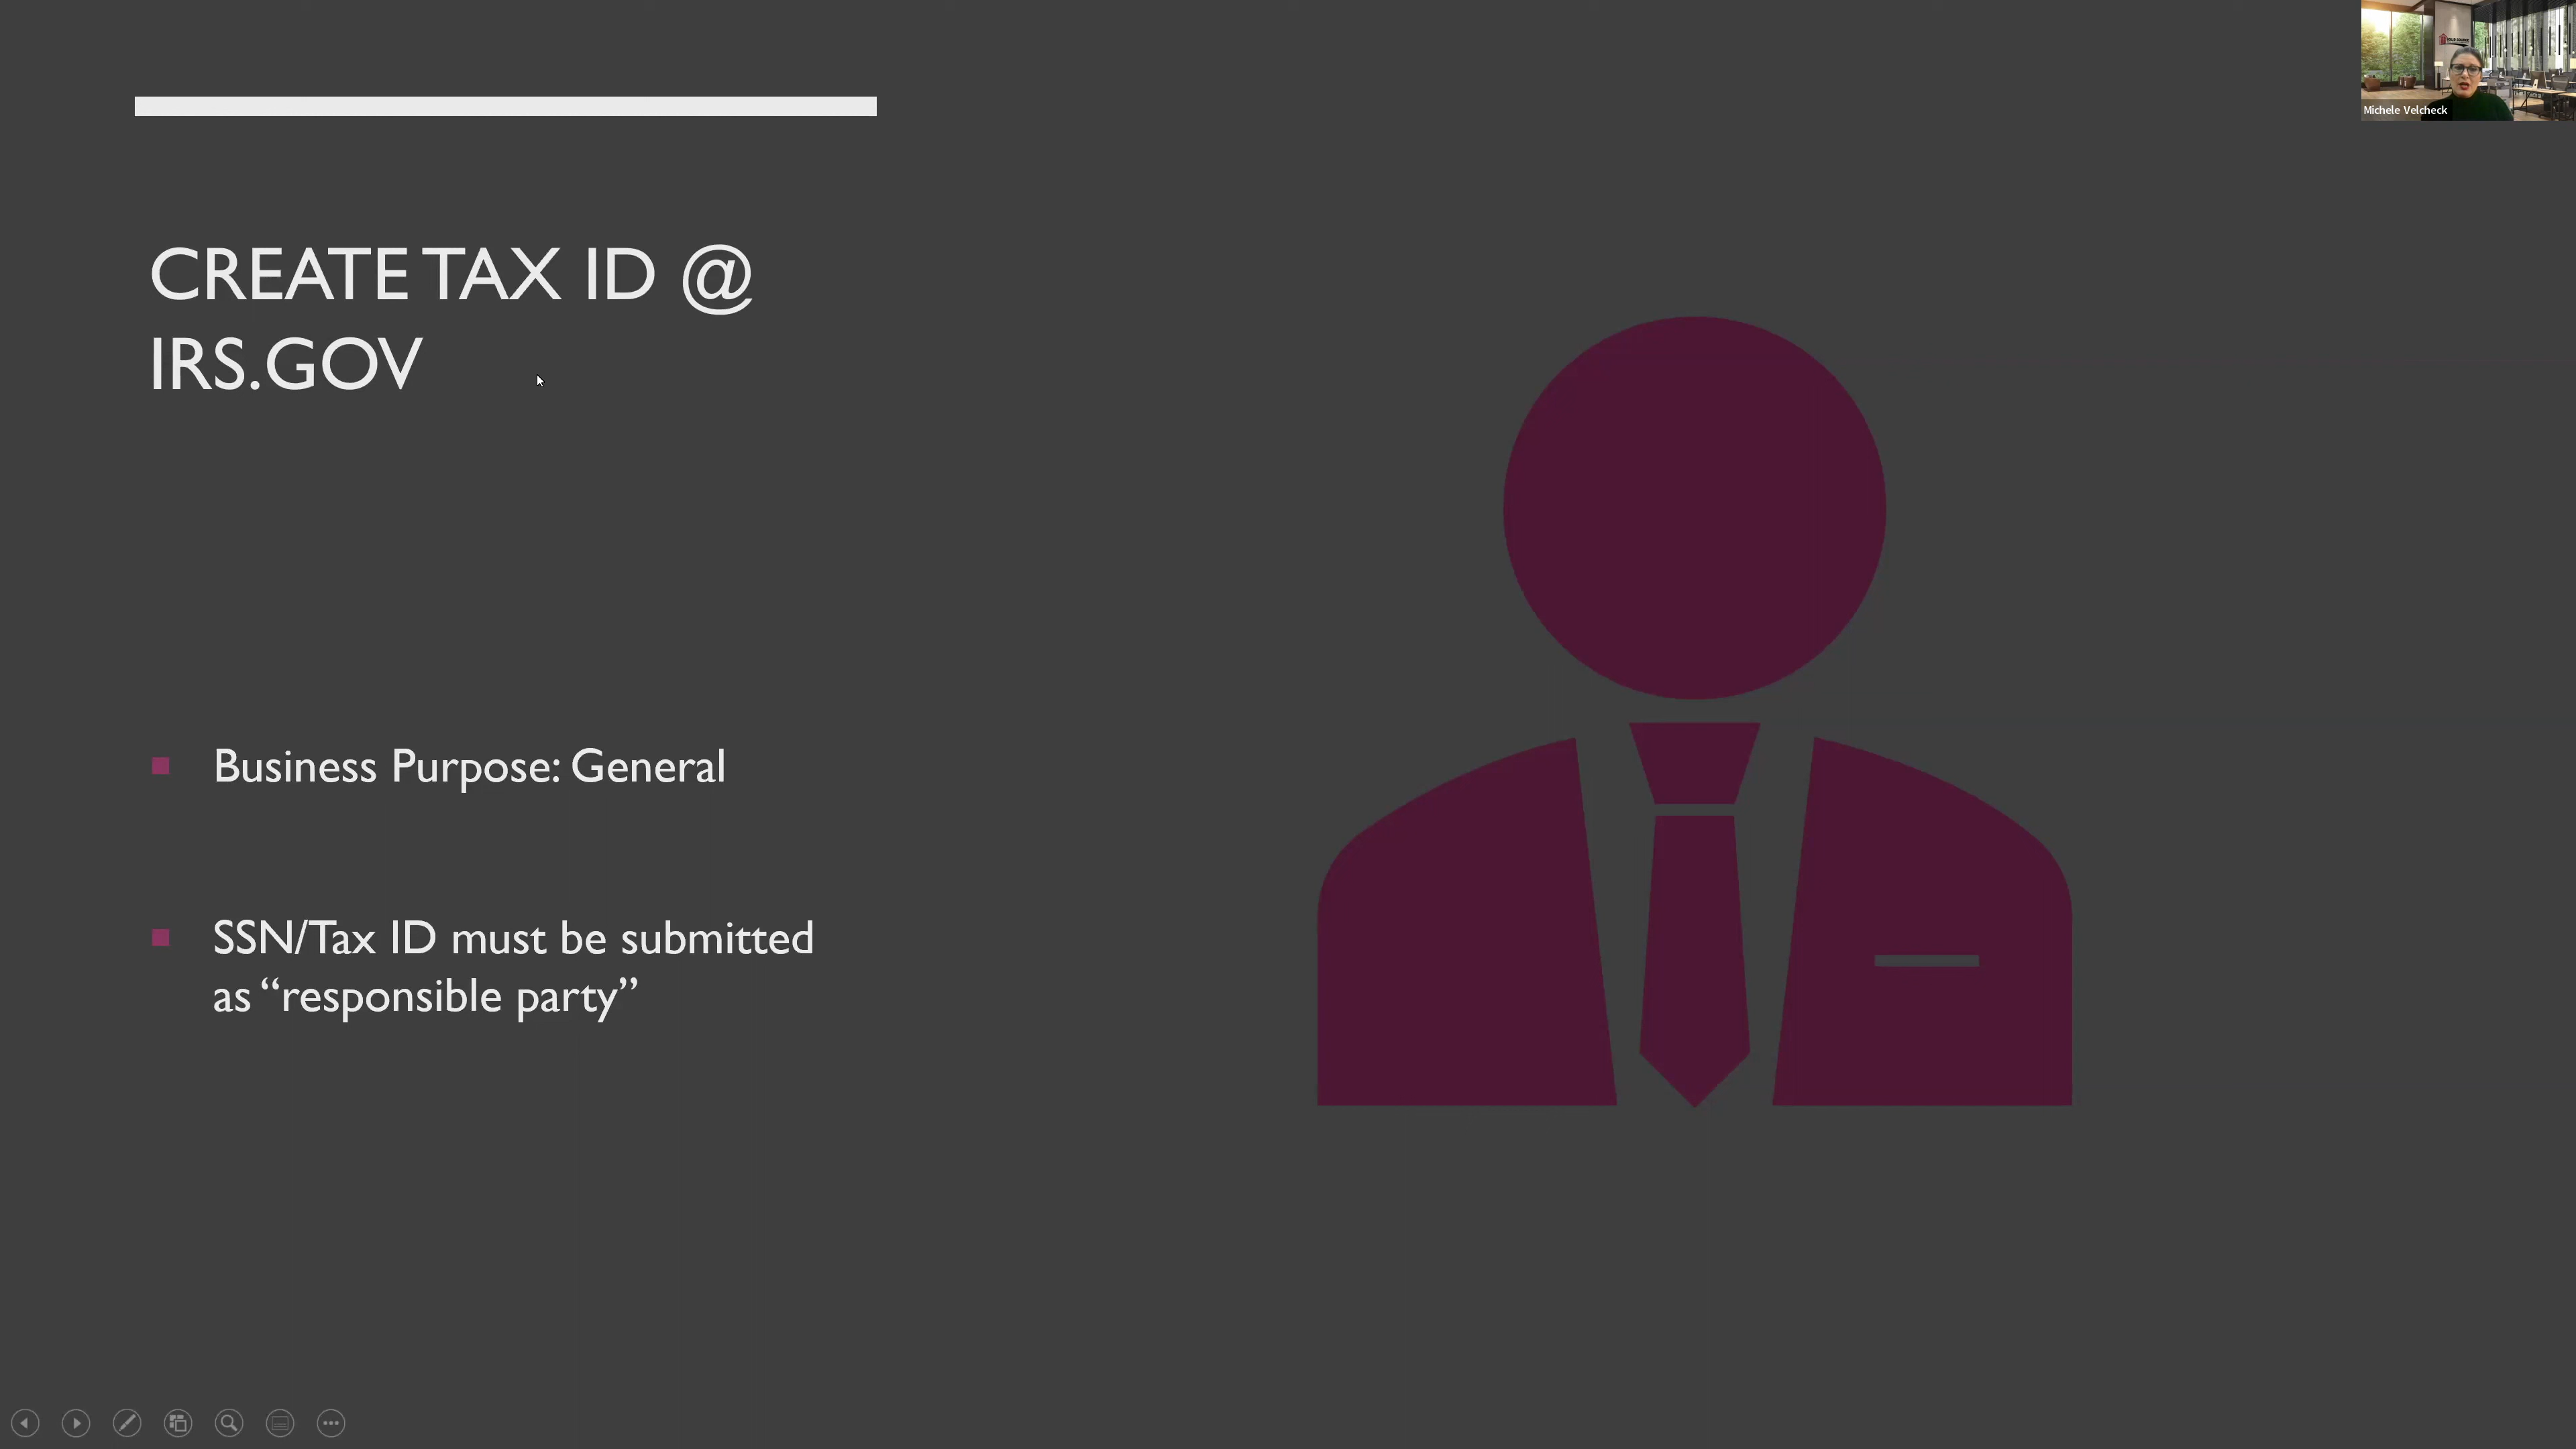 CREATE TAX ID @
IRS.GOV
Business Purpose: General
SSN/Tax ID must be submitted
as “responsible party”
Michele Velcheck